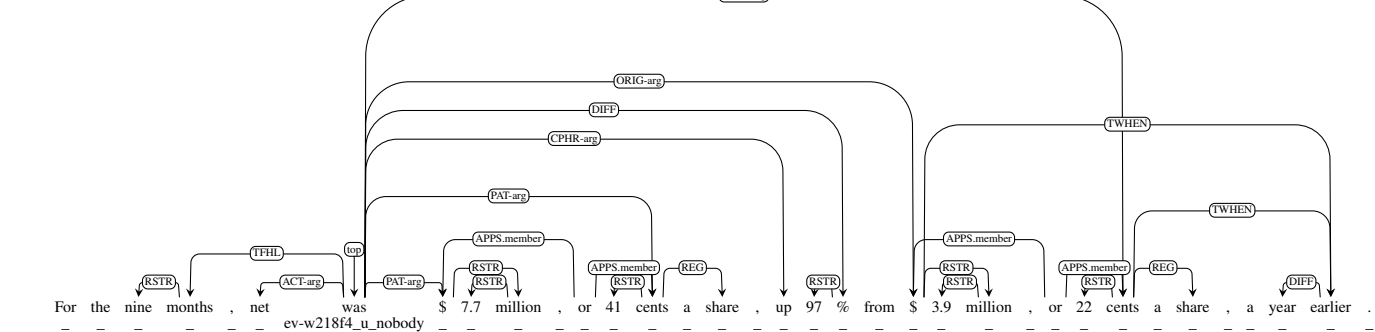 ORIG-arg
DIFF
TWHEN
CPHR-arg
PAT-arg
TWHEN
APPS.member APPS.member
TFHL top
RSTR APPS.member REG RSTR APPS.member REG
RSTR ACT-arg PAT-arg RSTR RSTR RSTR RSTR RSTR DIFF
For the nine months , net was $ 7.7 million , or 41 cents a share , up 97 % from $ 3.9 million , or 22 cents a share , a year earlier .
_ _ _ _ _ _ ev-w218f4_u_nobody _ _ _ _ _ _ _ _ _ _ _ _ _ _ _ _ _ _ _ _ _ _ _ _ _ _ _ _